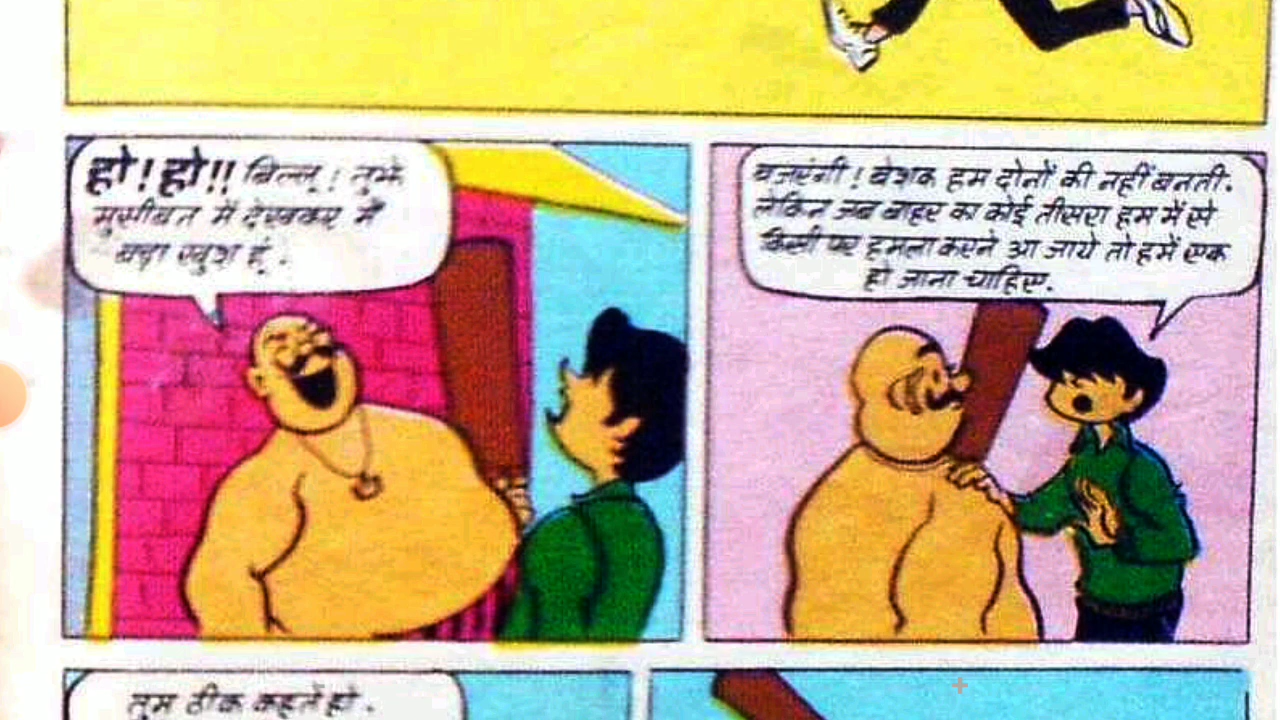 हो! हो!! बिल्लू! तुझे
मुसीबत में देखकर मैं
बड़ा खुश हूं.
बजरंगी! बेशक हम दोनों की नहीं बनती.
लेकिन जब बाहर का कोई तीसरा हम में से
किसी पर हमला करने आ जाये तो हमें एक
हो जाना चाहिए.
तुम ठीक कहते हो.